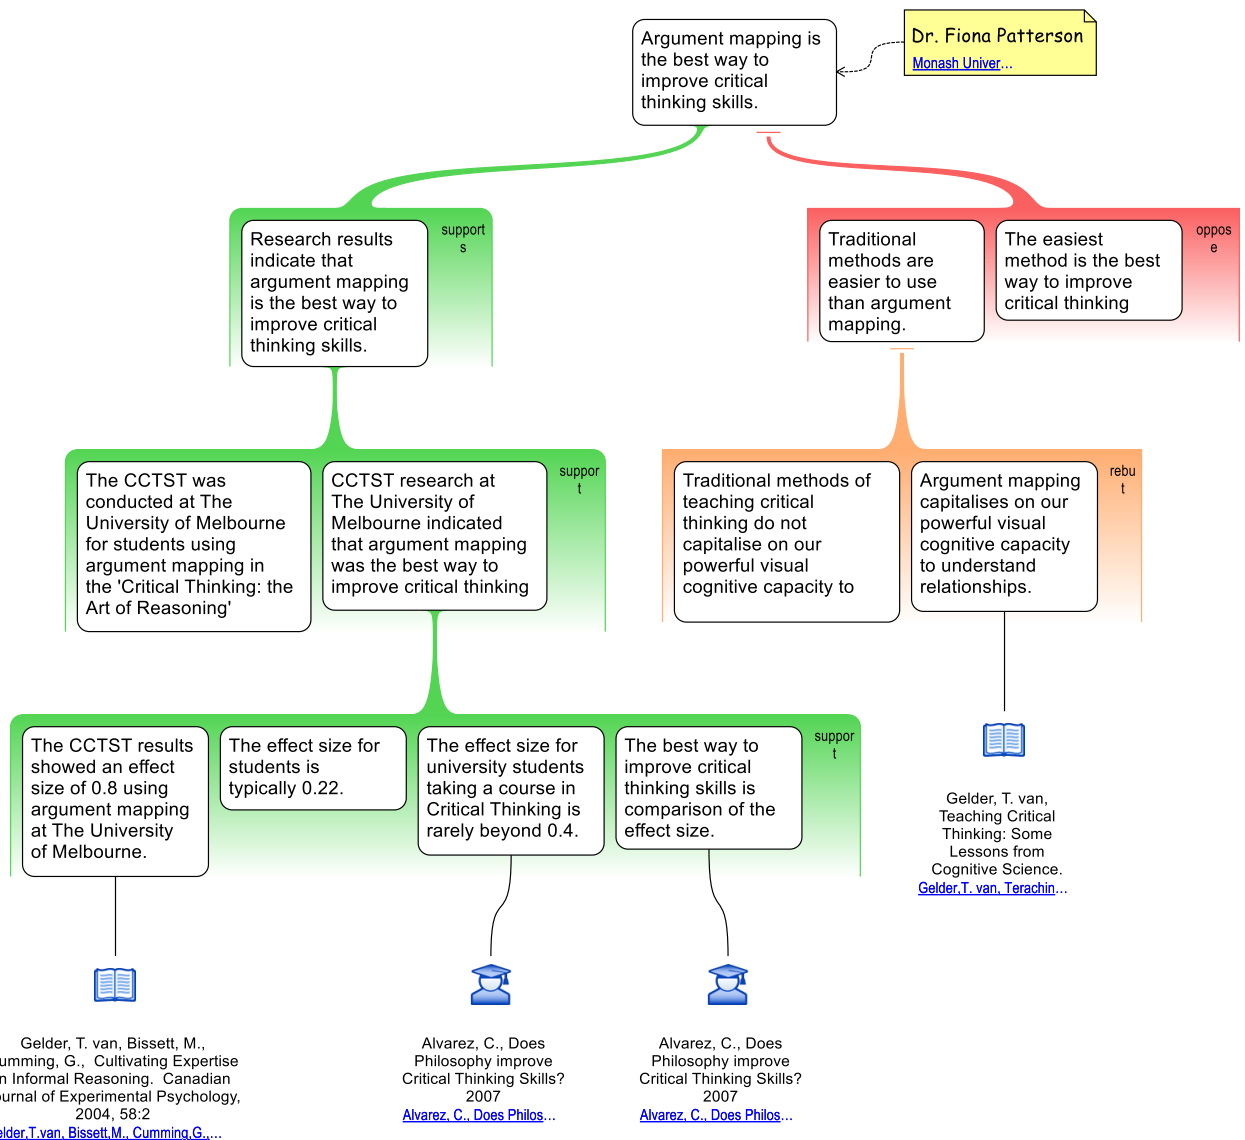 Argument mapping is
the best way to
improve critical
thinking skills.
Dr. Fiona Patterson
Monash Univer...
Research results
indicate that
argument mapping
is the best way to
improve critical
thinking skills.
support
s
Traditional
methods are
easier to use
than argument
mapping.
The easiest
method is the best
way to improve
critical thinking
oppos
e
The CCTST was
conducted at The
University of Melbourne
for students using
argument mapping in
the 'Critical Thinking: the
Art of Reasoning'
CCTST research at
The University of
Melbourne indicated
that argument mapping
was the best way to
improve critical thinking
suppor
t
Traditional methods of
teaching critical
thinking do not
capitalise on our
powerful visual
cognitive capacity to
Argument mapping
capitalises on our
powerful visual
cognitive capacity
to understand
relationships.
rebu
t
The CCTST results
showed an effect
size of 0.8 using
argument mapping
at The University
of Melbourne.
The effect size for
students is
typically 0.22.
The effect size for
university students
taking a course in
Critical Thinking is
rarely beyond 0.4.
The best way to
improve critical
thinking skills is
comparison of the
effect size.
suppor
t
Gelder, T. van,
Teaching Critical
Thinking: Some
Lessons from
Cognitive Science.
Gelder,T. van, Terachin...
Gelder, T. van, Bissett, M.,
umming, G., Cultivating Expertise
n Informal Reasoning. Canadian
ournal of Experimental Psychology,
2004, 58:2
elder,T.van, Bissett,M., Cumming,G.,...
Alvarez, C., Does
Philosophy improve
Critical Thinking Skills?
2007
Alvarez, C., Does Philos...
Alvarez, C., Does
Philosophy improve
Critical Thinking Skills?
2007
Alvarez, C., Does Philos...